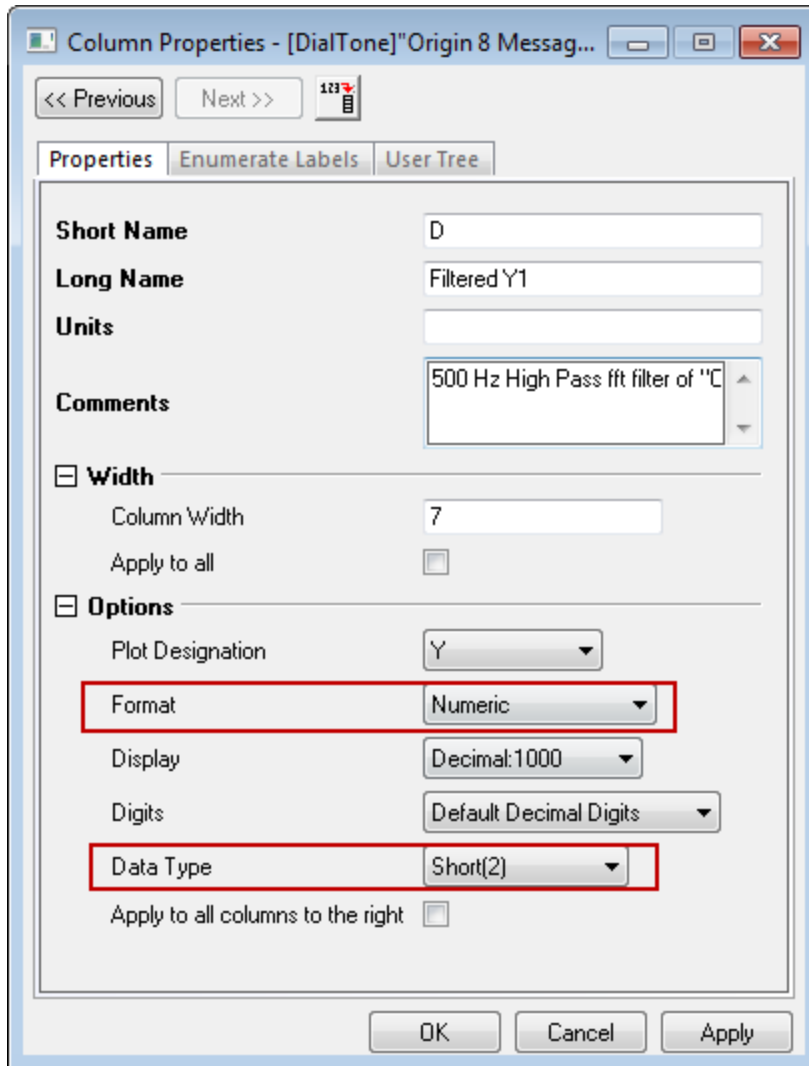 Column Properties - [DialTone]"Origin 8 Messag...
<< Previous Next >> 123
Properties Enumerate Labels User Tree
Short Name D
Long Name Filtered Y1
Units
Comments 500 Hz High Pass fft filter of "
Width
Column Width 7
Apply to all
Options
Plot Designation Y
Format Numeric
Display Decimal:1000
Digits Default Decimal Digits
Data Type Short(2)
Apply to all columns to the right
OK Cancel Apply